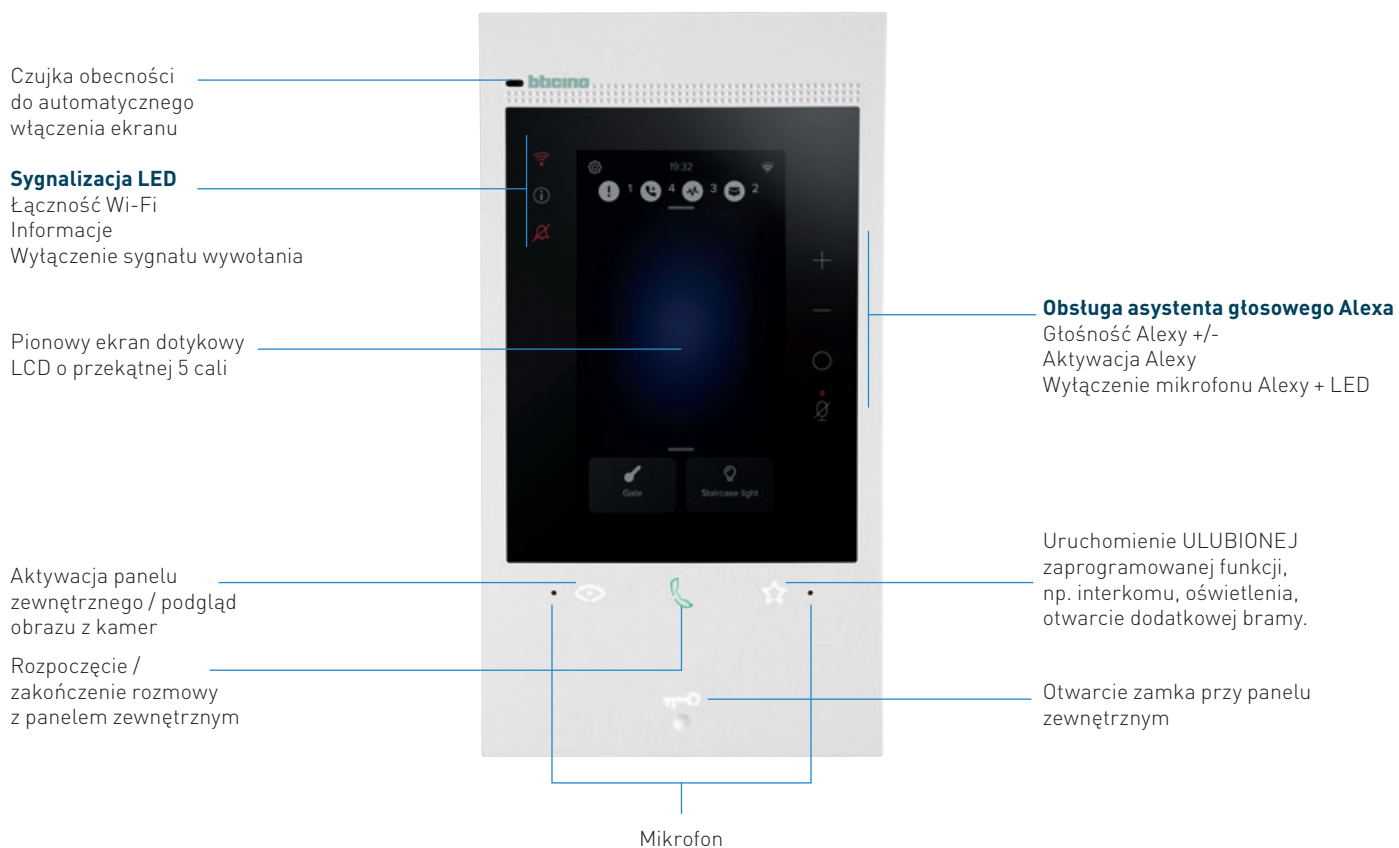 Czujka obecności
do automatycznego
włączenia ekranu
Sygnalizacja LED
Łączność Wi-Fi
Informacje
Wyłączenie sygnału wywołania
Pionowy ekran dotykowy
LCD o przekątnej 5 cali
Aktywacja panelu
zewnętrznego / podgląd
obrazu z kamer
Rozpoczęcie /
zakończenie rozmowy
z panelem zewnętrznym
bticino
19:32
1 4 3 2
Gate
Staircase light
Mikrofon
Obsługa asystenta głosowego Alexa
Głośność Alexy +/-
Aktywacja Alexy
Wyłączenie mikrofonu Alexy + LED
Uruchomienie ULUBIONEJ
zaprogramowanej funkcji,
np. interkomu, oświetlenia,
otwarcie dodatkowej bramy.
Otwarcie zamka przy panelu
zewnętrznym